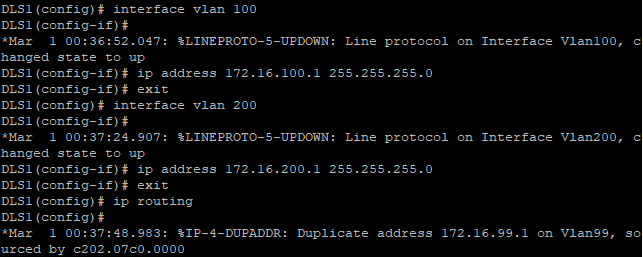 DLS1(config)# interface vlan 100
DLS1(config-if)#
*Mar  1 00:36:52.047: %LINEPROTO-5-UPDOWN: Line protocol on Interface Vlan100, c
hanged state to up
DLS1(config-if)# ip address 172.16.100.1 255.255.255.0
DLS1(config-if)# exit
DLS1(config)# interface vlan 200
DLS1(config-if)#
*Mar  1 00:37:24.907: %LINEPROTO-5-UPDOWN: Line protocol on Interface Vlan200, c
hanged state to up
DLS1(config-if)# ip address 172.16.200.1 255.255.255.0
DLS1(config-if)# exit
DLS1(config)# ip routing
DLS1(config)#
*Mar  1 00:37:48.983: %IP-4-DUPADDR: Duplicate address 172.16.99.1 on Vlan99, so
urced by c202.07c0.0000